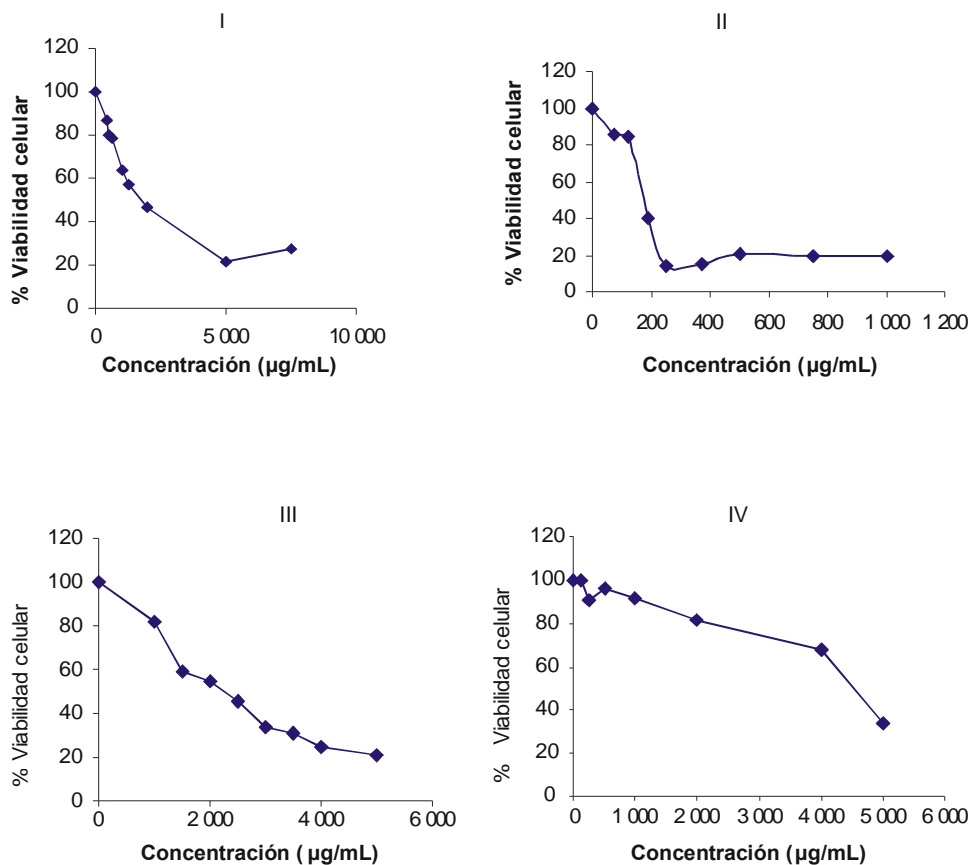 I
120
100
80
60
40
20
0
% Viabilidad celular
0 5 000 10 000
Concentración (µg/mL)
II
120
100
80
60
40
20
0
% Viabilidad celular
0 200 400 600 800 1 000 1 200
Concentración (µg/mL)
III
120
100
80
60
40
20
0
% Viabilidad celular
0 2 000 4 000 6 000
Concentración ( µg/mL)
IV
120
100
80
60
40
20
0
% Viabilidad celular
0 1 000 2 000 3 000 4 000 5 000 6 000
Concentración (µg/mL)